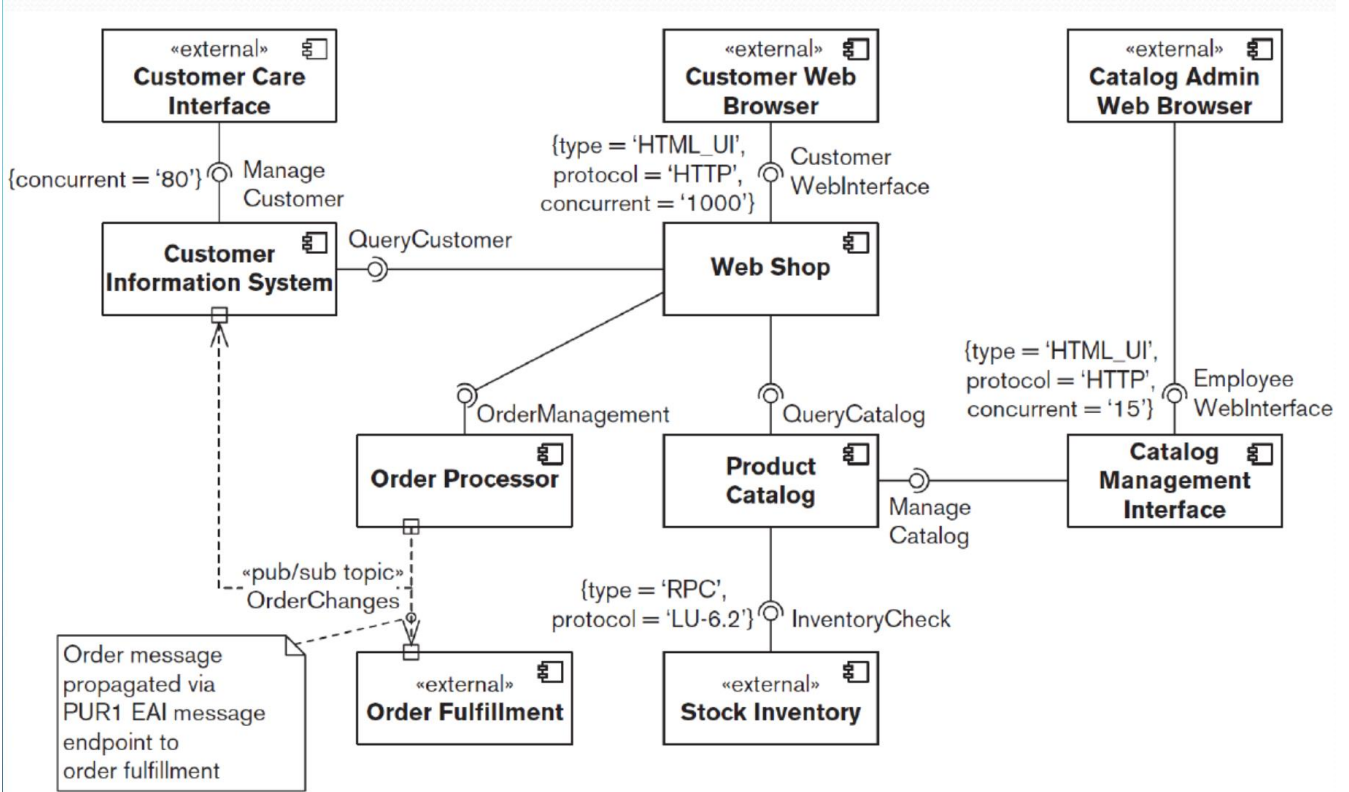 «external»
Customer Care
Interface
«external»
Customer Web
Browser
«external»
Catalog Admin
Web Browser
{concurrent = ‘80’}
Manage
Customer
{type = ‘HTML_UI’,
protocol = ‘HTTP’,
concurrent = ‘1000’}
Customer
WebInterface
Customer
Information System
QueryCustomer
Web Shop
{type = ‘HTML_UI’,
protocol = ‘HTTP’,
concurrent = ‘15’}
Employee
WebInterface
OrderManagement
QueryCatalog
Order Processor
Product
Catalog
Manage
Catalog
Catalog
Management
Interface
«pub/sub topic»
OrderChanges
{type = ‘RPC’,
protocol = ‘LU-6.2’}
InventoryCheck
Order message
propagated via
PUR1 EAI message
endpoint to
order fulfillment
«external»
Order Fulfillment
«external»
Stock Inventory